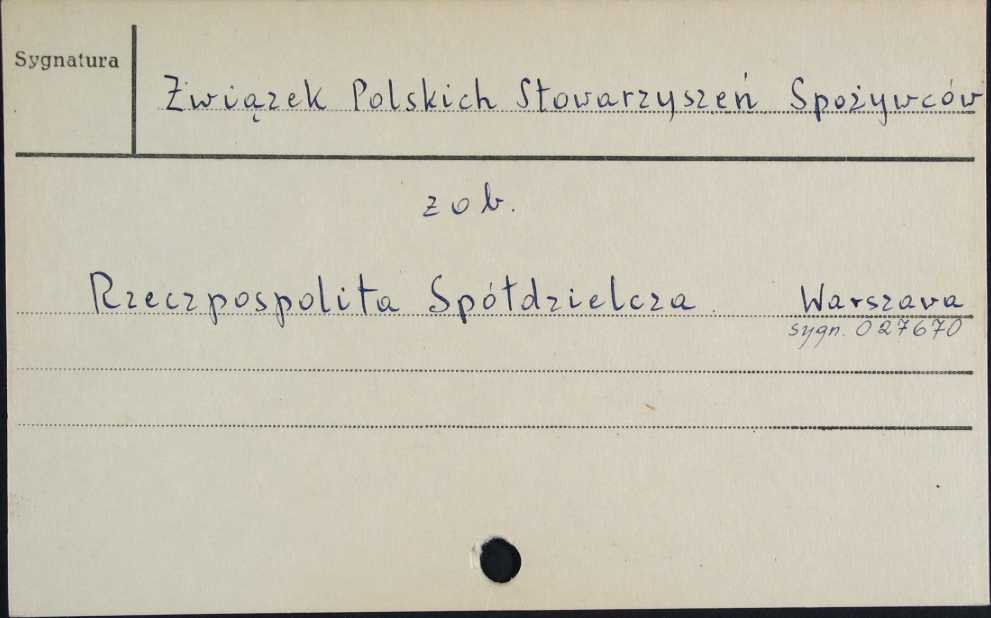 Sygnatura
Związek Polskich Stowarzyszeń Spożywców
zob.
Rzeczpospolita Spółdzielcza. Warszawa
sygn. 027670